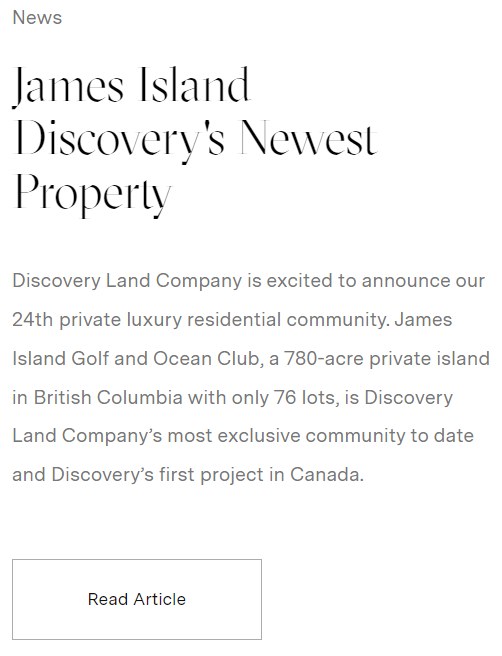 News
James Island
Discovery's Newest
Property
Discovery Land Company is excited to announce our
24th private luxury residential community. James
Island Golf and Ocean Club, a 780-acre private island
in British Columbia with only 76 lots, is Discovery
Land Company’s most exclusive community to date
and Discovery’s first project in Canada.
Read Article